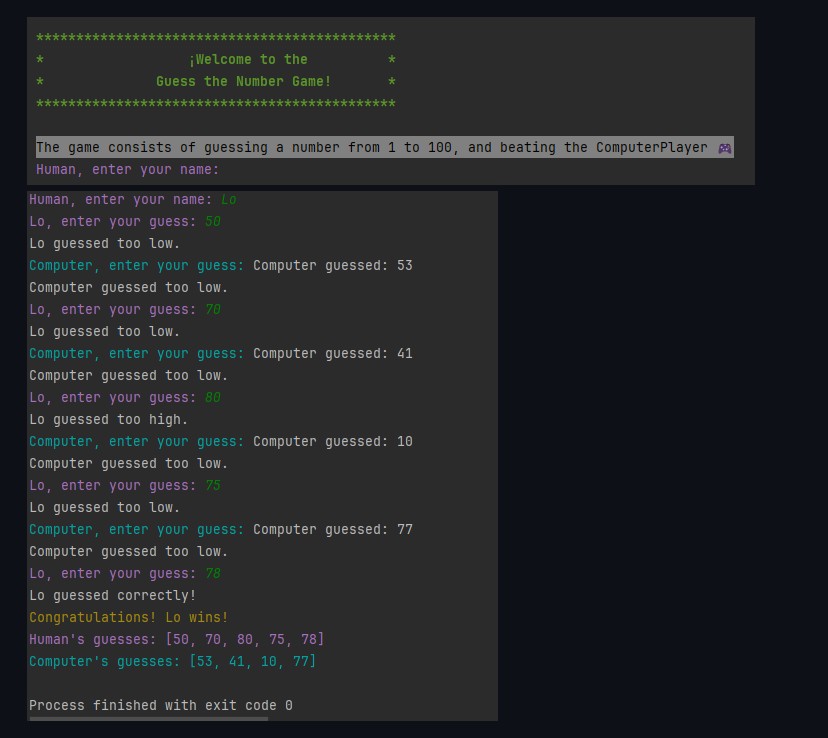 *********************************************
* ¡Welcome to the *
* Guess the Number Game! *
*********************************************
The game consists of guessing a number from 1 to 100, and beating the ComputerPlayer 🎮
Human, enter your name:
Human, enter your name: Lo
Lo, enter your guess: 50
Lo guessed too low.
Computer, enter your guess: Computer guessed: 53
Computer guessed too low.
Lo, enter your guess: 70
Lo guessed too low.
Computer, enter your guess: Computer guessed: 41
Computer guessed too low.
Lo, enter your guess: 80
Lo guessed too high.
Computer, enter your guess: Computer guessed: 10
Computer guessed too low.
Lo, enter your guess: 75
Lo guessed too low.
Computer, enter your guess: Computer guessed: 77
Computer guessed too low.
Lo, enter your guess: 78
Lo guessed correctly!
Congratulations! Lo wins!
Human's guesses: [50, 70, 80, 75, 78]
Computer's guesses: [53, 41, 10, 77]
Process finished with exit code 0